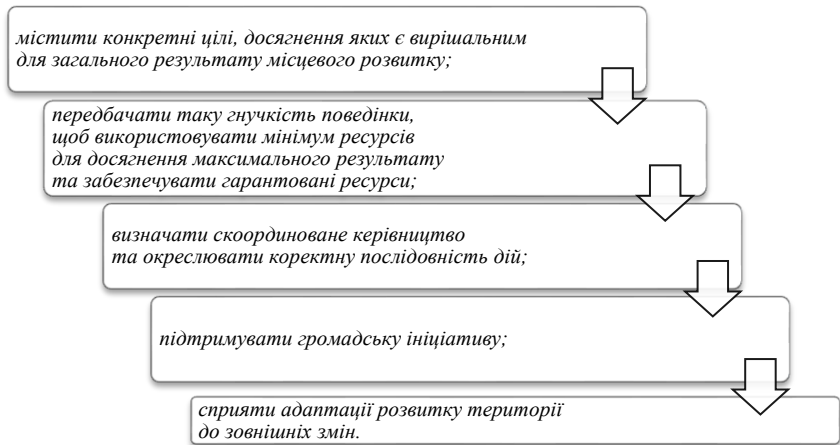 містити конкретні цілі, досягнення яких є вирішальним
для загального результату місцевого розвитку;
передбачати таку гнучкість поведінки,
щоб використовувати мінімум ресурсів
для досягнення максимального результату
та забезпечувати гарантовані ресурси;
визначати скоординоване керівництво
та окреслювати коректну послідовність дій;
підтримувати громадську ініціативу;
сприяти адаптації розвитку території
до зовнішніх змін.